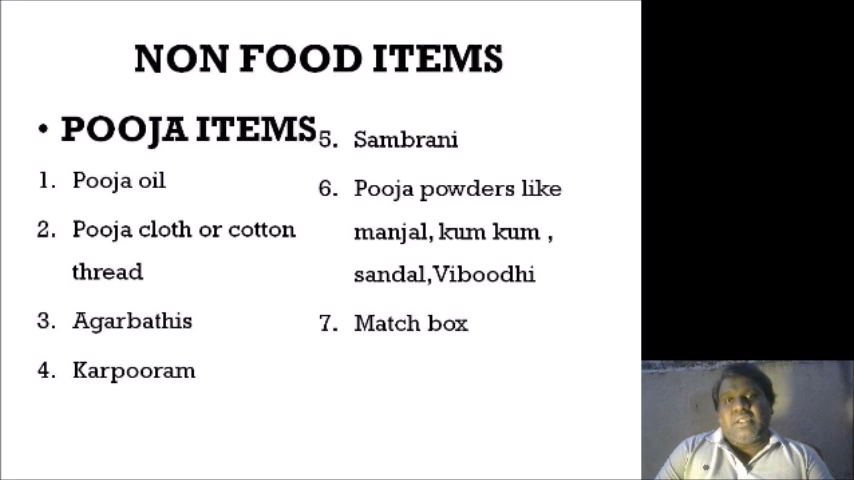 NON FOOD ITEMS
• POOJA ITEMS
1. Pooja oil
2. Pooja cloth or cotton
thread
3. Agarbathis
4. Karpooram
5. Sambrani
6. Pooja powders like
manjal, kum kum ,
sandal,Viboodhi
7. Match box